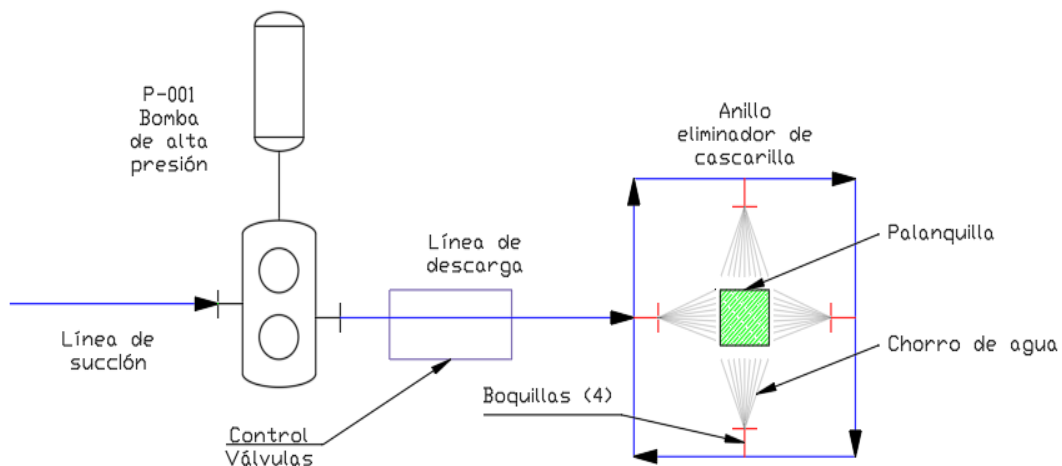 P-001
Bomba
de alta
presión
Anillo
eliminador de
cascarilla
Línea de
descarga
Palanquilla
Línea de
succión
Chorro de agua
Boquillas (4)
Control
Válvulas